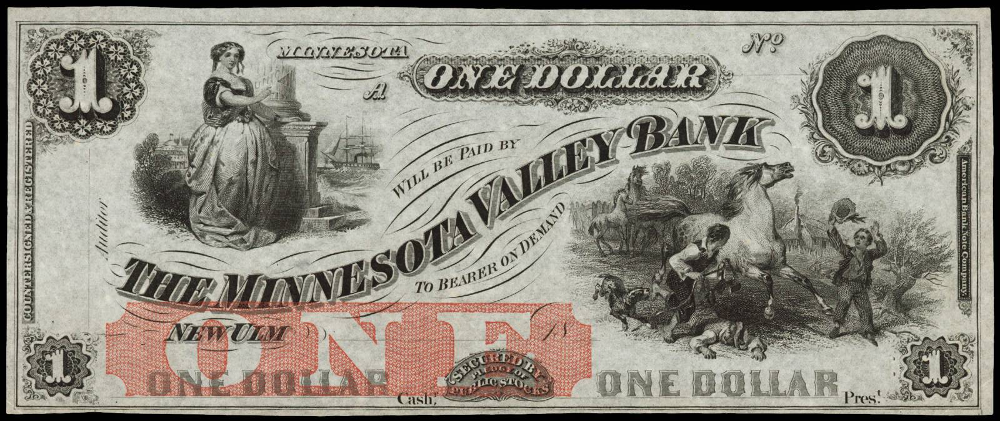 1
MINNESOTA
A
ONE DOLLAR
No
1
COUNTERSIGNED & REGISTERED
Auditor
WILL BE PAID BY
THE MINNESOTA VALLEY BANK
TO BEARER ON DEMAND
American Bank Note Company.
ONE
NEW ULM
18
1
ONE DOLLAR
SECURED BY
PLEDGE OF
PUBLIC STOCKS
ONE DOLLAR
1
Cashr.
Prest.